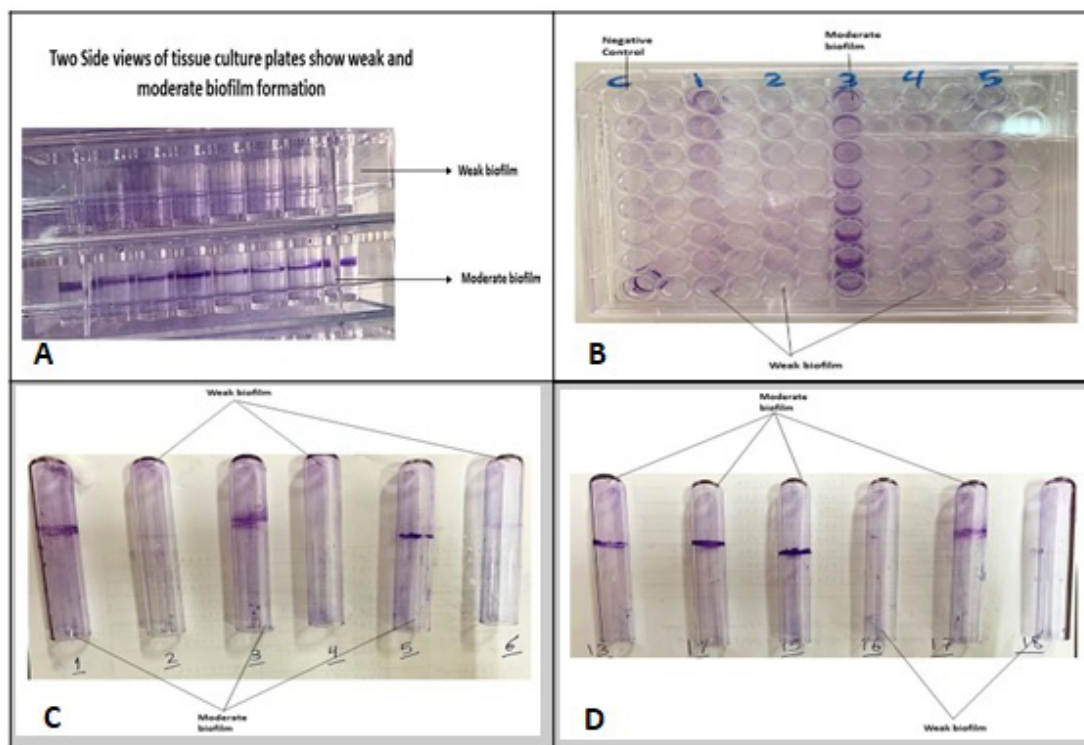 Two Side views of tissue culture plates show weak and
moderate biofilm formation
Weak biofilm
Moderate biofilm
A
Negative
Control
Moderate
biofilm
C 1 2 3 4 5
Weak biofilm
B
Weak biofilm
1 2 3 4 5 6
Moderate
biofilm
C
Moderate
biofilm
13 14 15 16 17 18
Weak biofilm
D